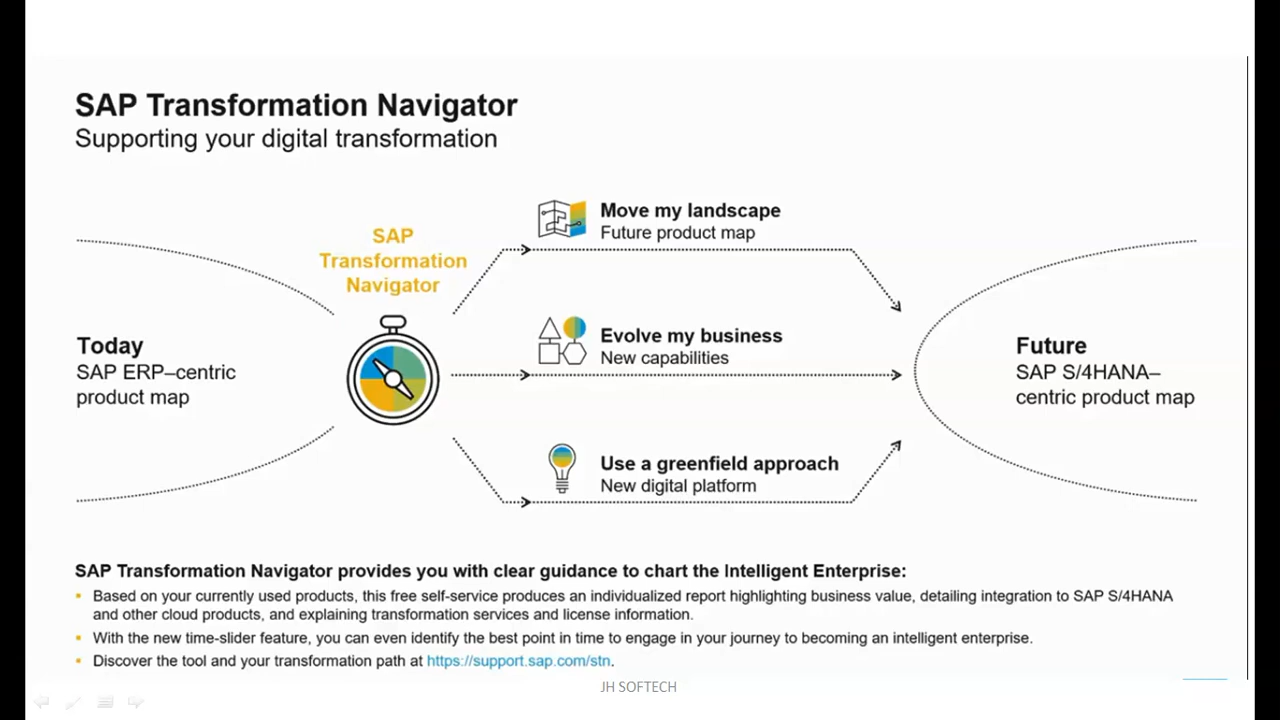 SAP Transformation Navigator
Supporting your digital transformation
SAP
Transformation
Navigator
Move my landscape
Future product map
Today
SAP ERP–centric
product map
Evolve my business
New capabilities
Future
SAP S/4HANA–
centric product map
Use a greenfield approach
New digital platform
SAP Transformation Navigator provides you with clear guidance to chart the Intelligent Enterprise:
• Based on your currently used products, this free self-service produces an individualized report highlighting business value, detailing integration to SAP S/4HANA
and other cloud products, and explaining transformation services and license information.
• With the new time-slider feature, you can even identify the best point in time to engage in your journey to becoming an intelligent enterprise.
• Discover the tool and your transformation path at https://support.sap.com/stn.
JH SOFTECH